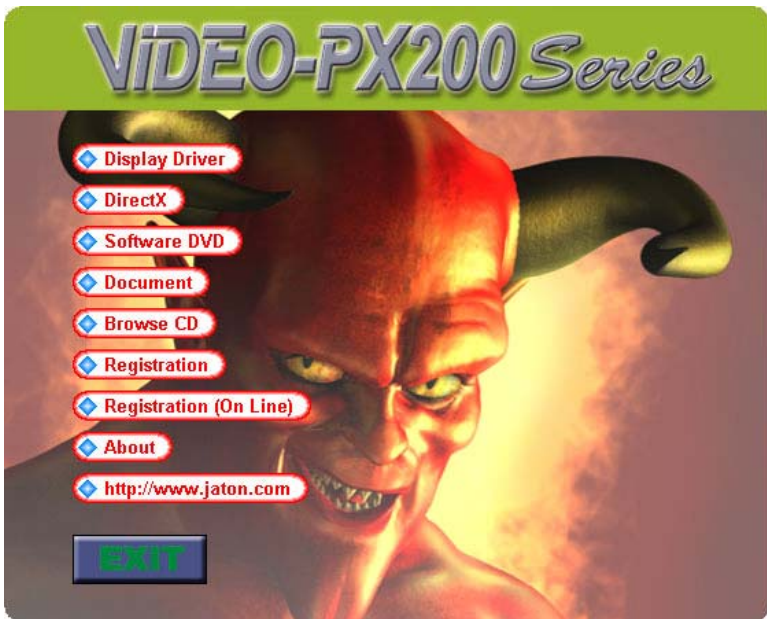 ViDEO-PX200 Series
Display Driver
DirectX
Software DVD
Document
Browse CD
Registration
Registration (On Line)
About
http://www.jaton.com
EXIT